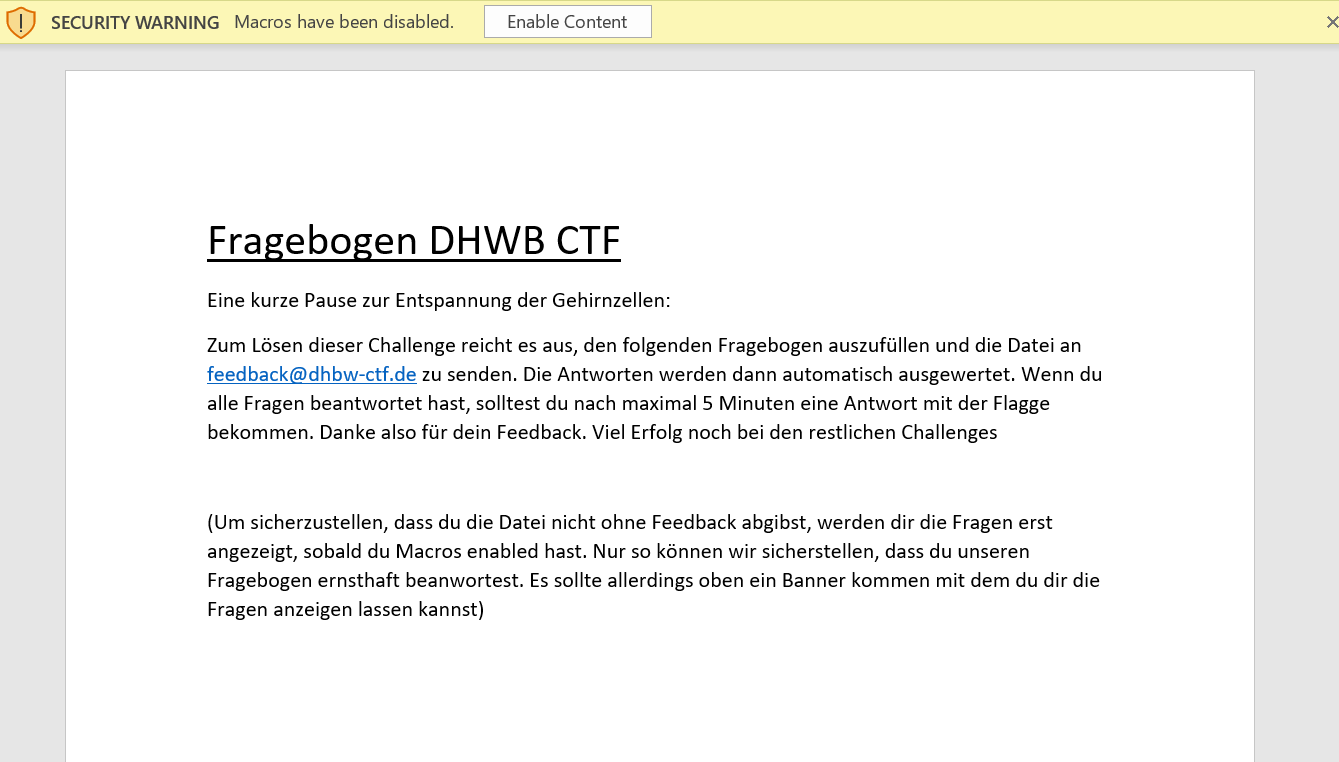 SECURITY WARNING Macros have been disabled. Enable Content
Fragebogen DHWB CTF
Eine kurze Pause zur Entspannung der Gehirnzellen:
Zum Lösen dieser Challenge reicht es aus, den folgenden Fragebogen auszufüllen und die Datei an
feedback@dhbw-ctf.de zu senden. Die Antworten werden dann automatisch ausgewertet. Wenn du
alle Fragen beantwortet hast, solltest du nach maximal 5 Minuten eine Antwort mit der Flagge
bekommen. Danke also für dein Feedback. Viel Erfolg noch bei den restlichen Challenges
(Um sicherzustellen, dass du die Datei nicht ohne Feedback abgibst, werden dir die Fragen erst
angezeigt, sobald du Macros enabled hast. Nur so können wir sicherstellen, dass du unseren
Fragebogen ernsthaft beanwortest. Es sollte allerdings oben ein Banner kommen mit dem du dir die
Fragen anzeigen lassen kannst)